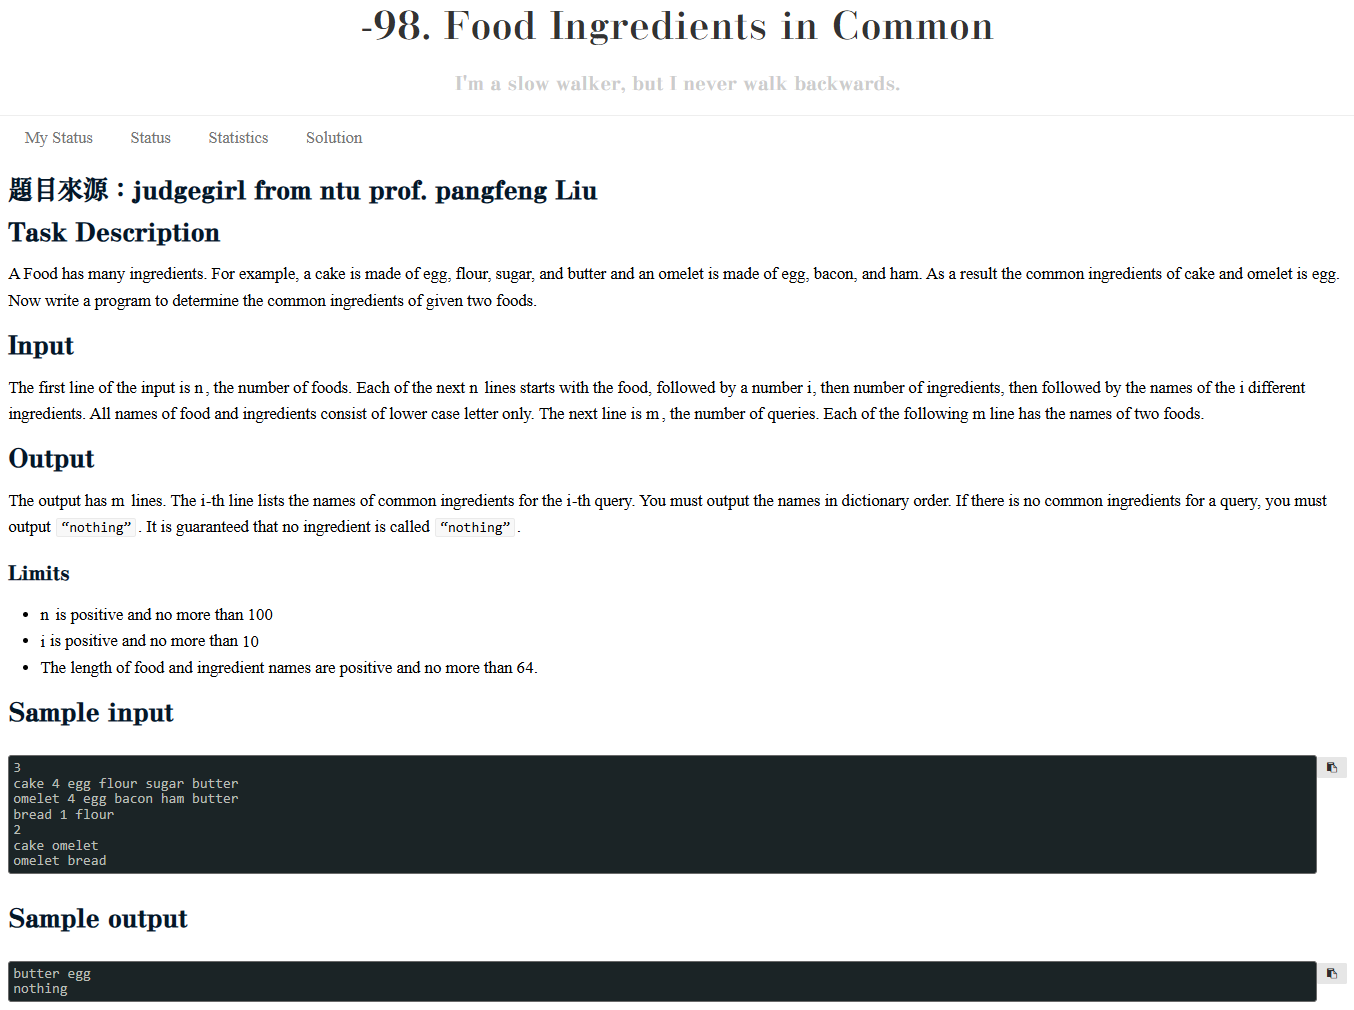 -98. Food Ingredients in Common
I'm a slow walker, but I never walk backwards.
My Status Status Statistics Solution
題目來源：judgegirl from ntu prof. pangfeng Liu
Task Description
A Food has many ingredients. For example, a cake is made of egg, flour, sugar, and butter and an omelet is made of egg, bacon, and ham. As a result the common ingredients of cake and omelet is egg.
Now write a program to determine the common ingredients of given two foods.
Input
The first line of the input is n, the number of foods. Each of the next n lines starts with the food, followed by a number i, then number of ingredients, then followed by the names of the i different
ingredients. All names of food and ingredients consist of lower case letter only. The next line is m, the number of queries. Each of the following m line has the names of two foods.
Output
The output has m lines. The i-th line lists the names of common ingredients for the i-th query. You must output the names in dictionary order. If there is no common ingredients for a query, you must
output “nothing”. It is guaranteed that no ingredient is called “nothing”.
Limits
• n is positive and no more than 100
• i is positive and no more than 10
• The length of food and ingredient names are positive and no more than 64.
Sample input
3
cake 4 egg flour sugar butter
omelet 4 egg bacon ham butter
bread 1 flour
2
cake omelet
omelet bread
Sample output
butter egg
nothing